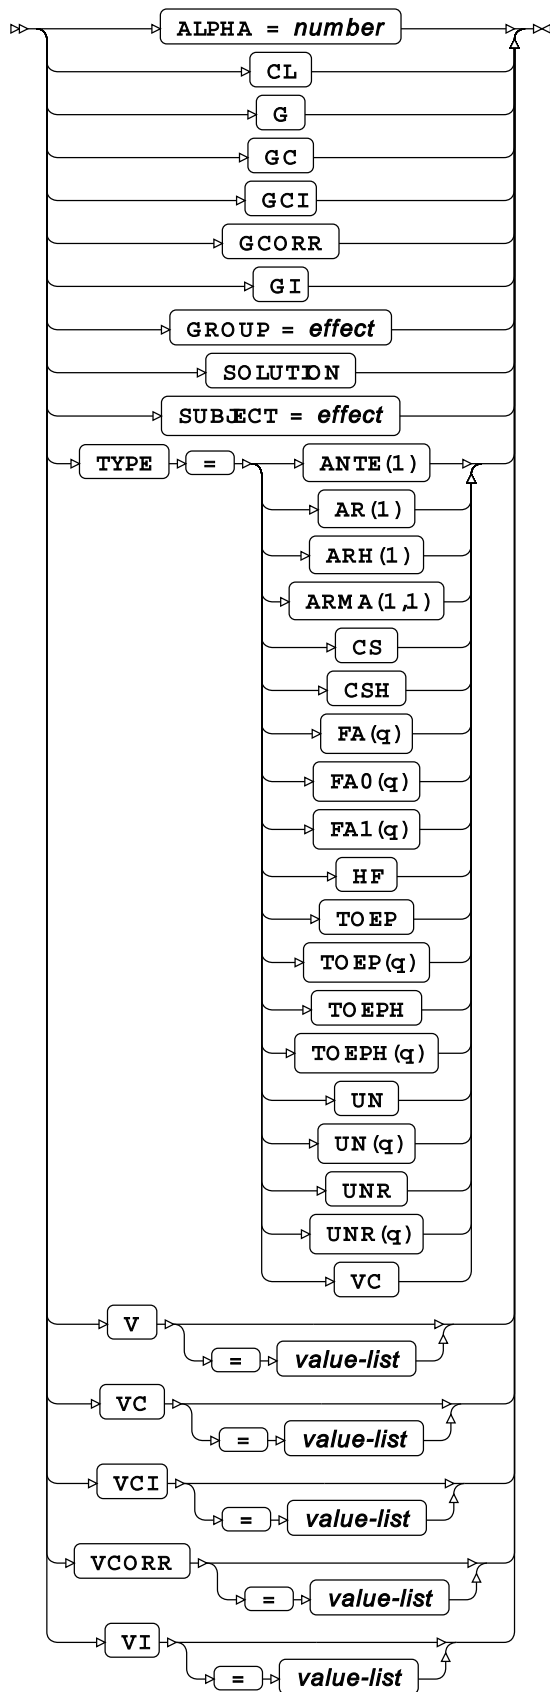 ALPHA = number
CL
G
GC
GCI
GCORR
GI
GROUP = effect
SOLUTION
SUBJECT = effect
TYPE = ANTE(1)
AR(1)
ARH(1)
ARMA(1,1)
CS
CSH
FA(q)
FA0(q)
FA1(q)
HF
TOEP
TOEP(q)
TOEPH
TOEPH(q)
UN
UN(q)
UNR
UNR(q)
VC
V
= value-list
VC
= value-list
VCI
= value-list
VCORR
= value-list
VI
= value-list